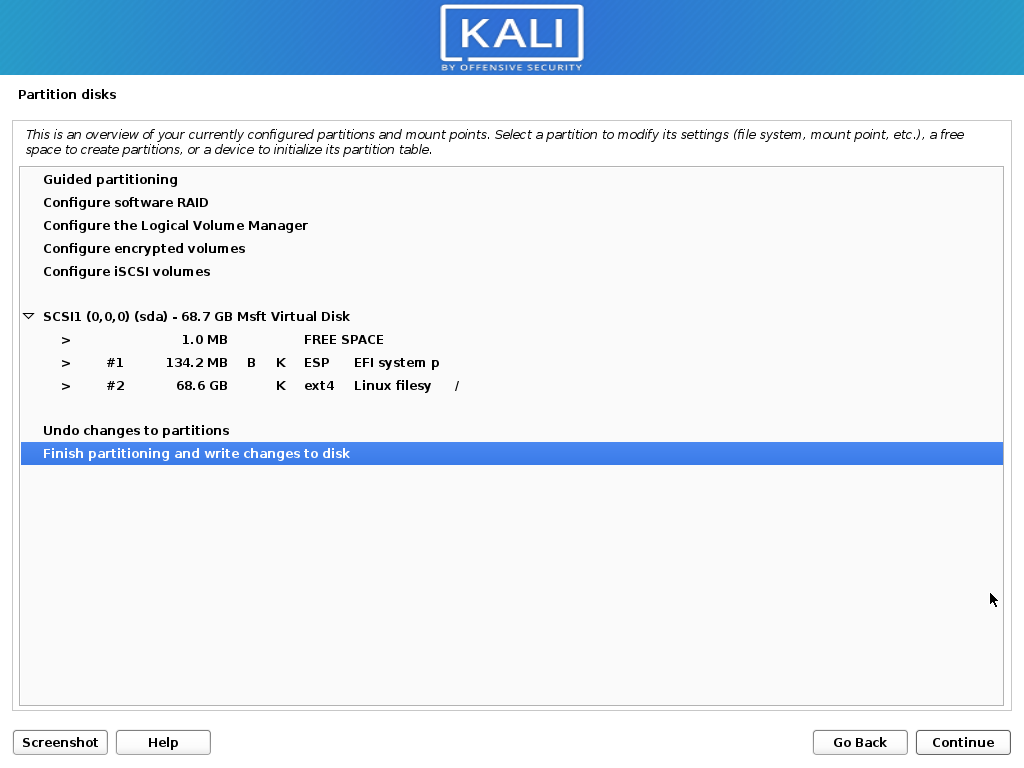 KALI
BY OFFENSIVE SECURITY
Partition disks
This is an overview of your currently configured partitions and mount points. Select a partition to modify its settings (file system, mount point, etc.), a free
space to create partitions, or a device to initialize its partition table.
Guided partitioning
Configure software RAID
Configure the Logical Volume Manager
Configure encrypted volumes
Configure iSCSI volumes
SCSI1 (0,0,0) (sda) - 68.7 GB Msft Virtual Disk
> 1.0 MB FREE SPACE
> #1 134.2 MB B K ESP EFI system p
> #2 68.6 GB K ext4 Linux filesy /
Undo changes to partitions
Finish partitioning and write changes to disk
Screenshot Help Go Back Continue